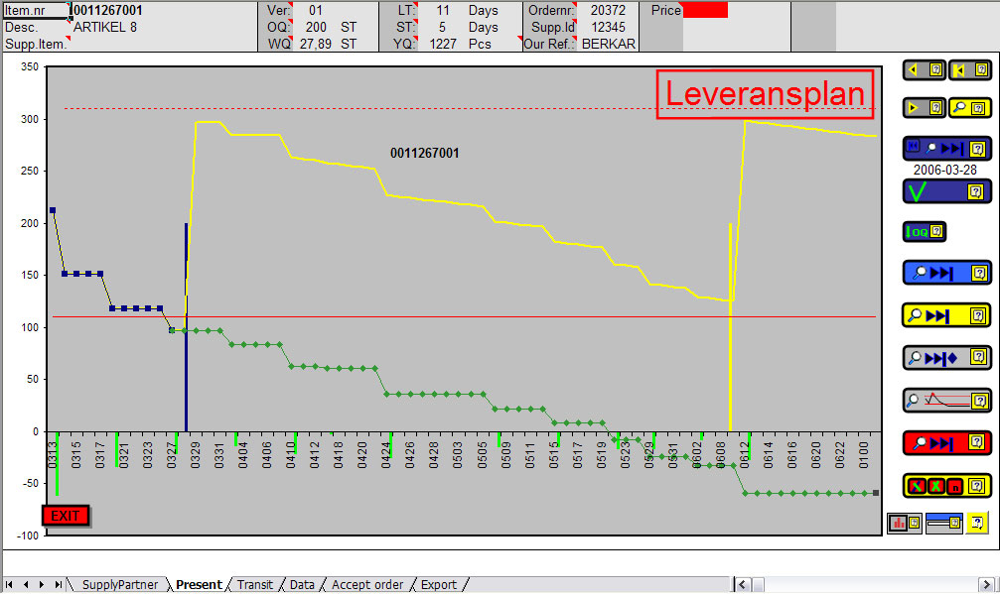 Item.nr 0011267001 Ver: 01 LT: 11 Days Ordernr: 20372 Price
Desc. ARTIKEL 8 OQ: 200 ST ST: 5 Days Supp.Id 12345
Supp.Item. WQ 27,89 ST YQ: 1227 Pcs Our Ref.: BERKAR
Leveransplan
0011267001
350
300
250
200
150
100
50
0
-50
-100
0313 0315 0317 0321 0323 0327 0329 0331 0404 0406 0410 0412 0418 0420 0424 0426 0428 0503 0505 0509 0511 0515 0517 0519 0523 0529 0531 0602 0608 0612 0614 0616 0620 0622 0100
EXIT
2006-03-28
OQ
SupplyPartner Present Transit Data Accept order Export